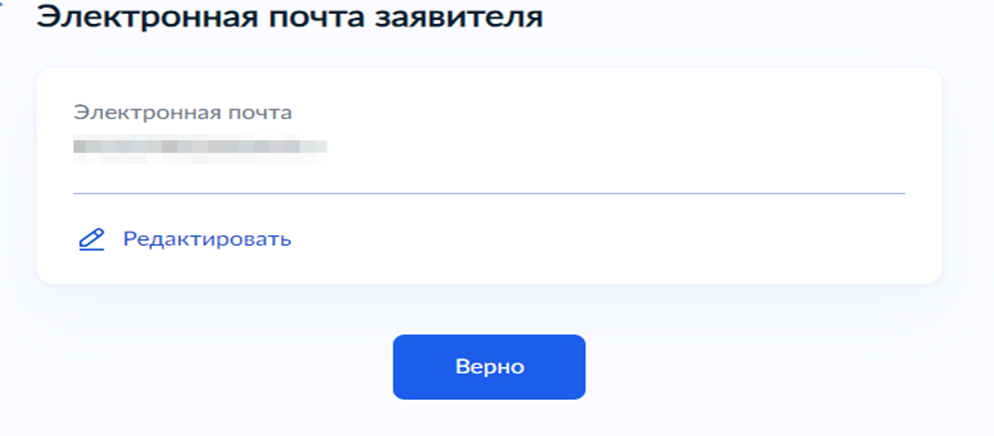 Электронная почта заявителя
Электронная почта
Редактировать
Верно